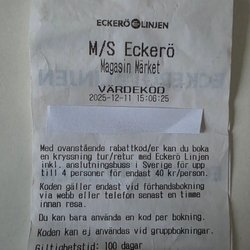 ECKERÖ LINJEN
M/S Eckerö
Magasin Market
VÄRDEKOD
2025-12-11 15:06:25
Med ovanstående rabattkod/er kan du boka
en kryssning tur/retur med Eckerö Linjen
inkl. anslutningsbuss i Sverige för upp
till 4 personer för endast 40 kr/person.
Koden gäller endast vid förhandsbokning
via webb eller telefon senast en timme
innan resa.
Du kan bara använda en kod per bokning.
Koden kan ej användas vid gruppbokningar.
Giltighetstid: 100 dagar